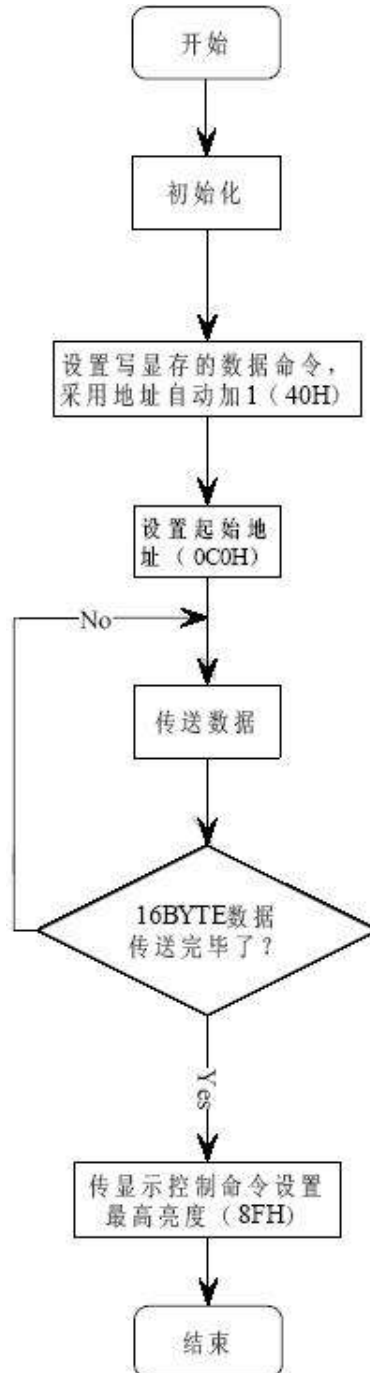 开始
初始化
设置写显存的数据命令，
采用地址自动加1（40H）
设置起始地
址（0C0H）
No
传送数据
16BYTE数据
传送完毕了？
Yes
传显示控制命令设置
最高亮度（8FH）
结束